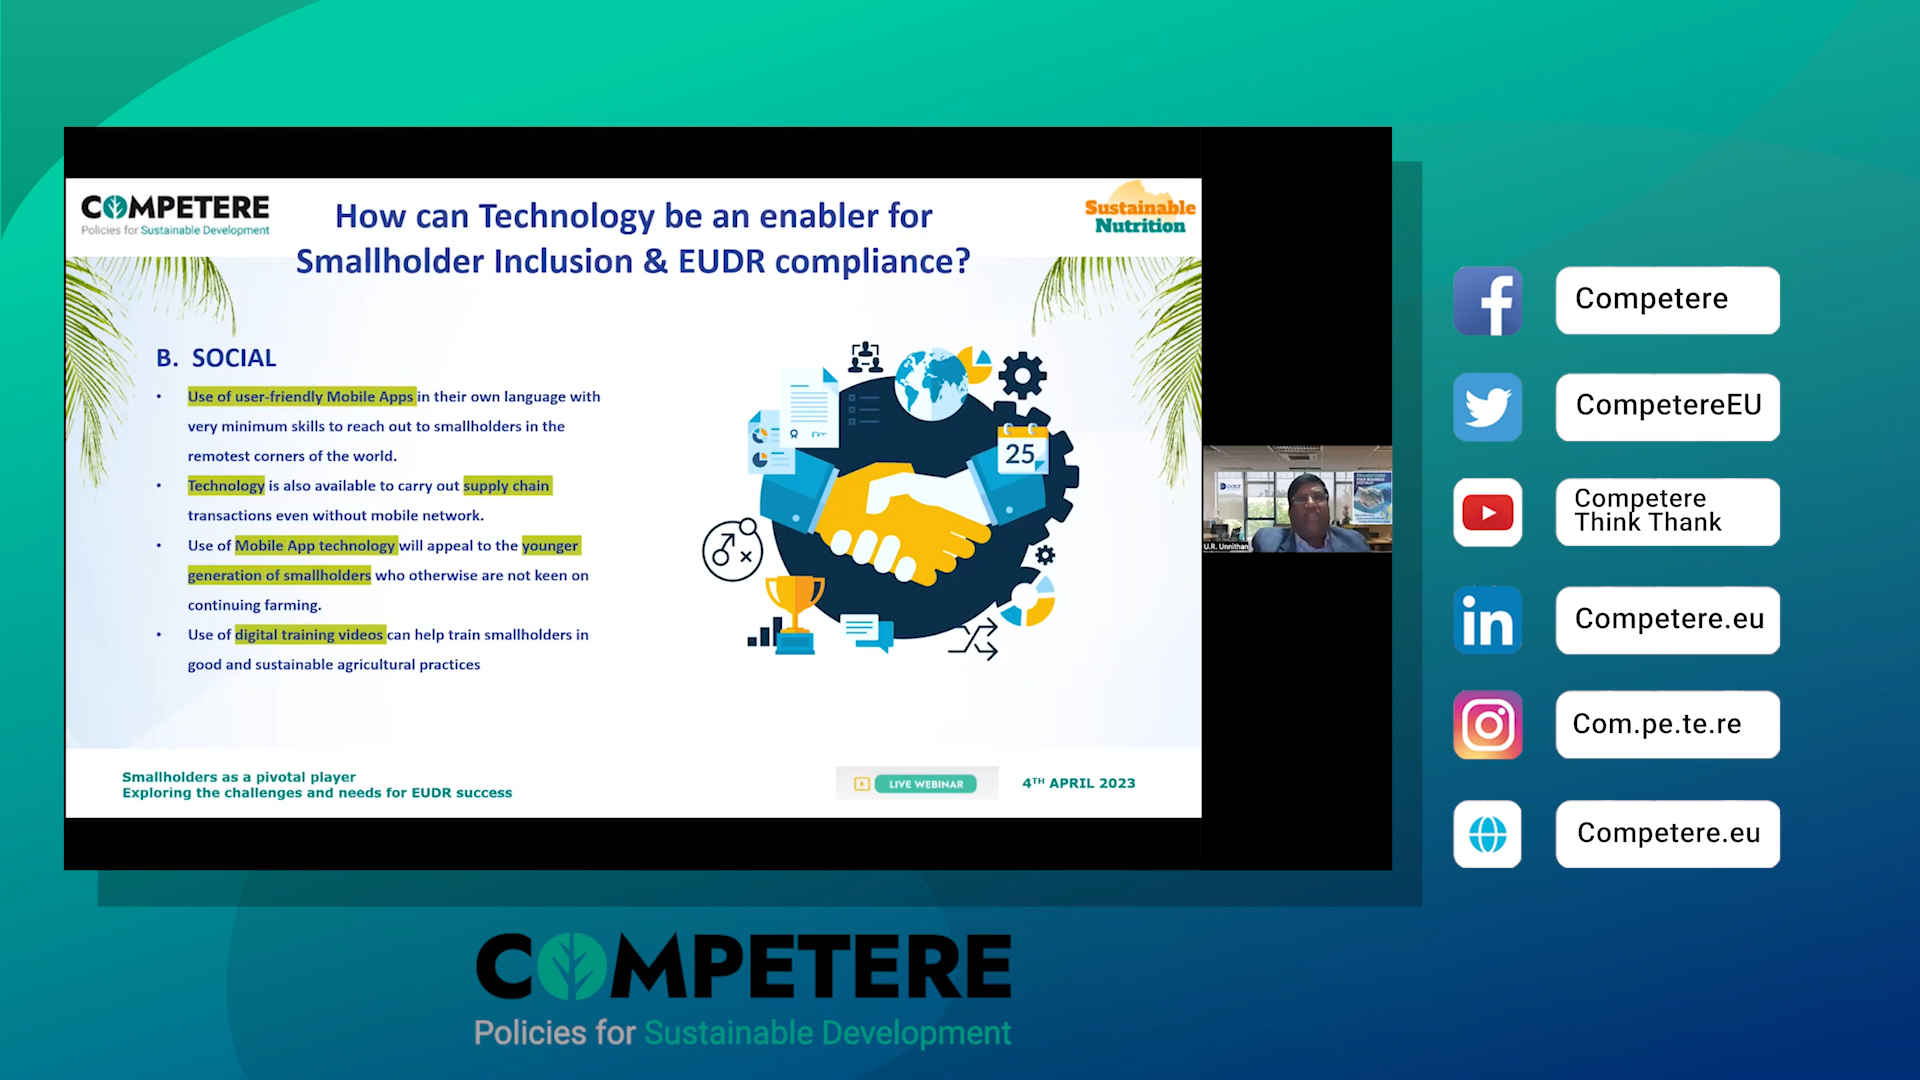 COMPETERE
Policies for Sustainable Development
How can Technology be an enabler for
Smallholder Inclusion & EUDR compliance?
Sustainable
Nutrition
B. SOCIAL
• Use of user-friendly Mobile Apps in their own language with
very minimum skills to reach out to smallholders in the
remotest corners of the world.
• Technology is also available to carry out supply chain
transactions even without mobile network.
• Use of Mobile App technology will appeal to the younger
generation of smallholders who otherwise are not keen on
continuing farming.
• Use of digital training videos can help train smallholders in
good and sustainable agricultural practices
25
Smallholders as a pivotal player
Exploring the challenges and needs for EUDR success
LIVE WEBINAR
4TH APRIL 2023
U.R. Unnithan
Competere
CompetereEU
Competere
Think Thank
Competere.eu
Com.pe.te.re
Competere.eu
COMPETERE
Policies for Sustainable Development